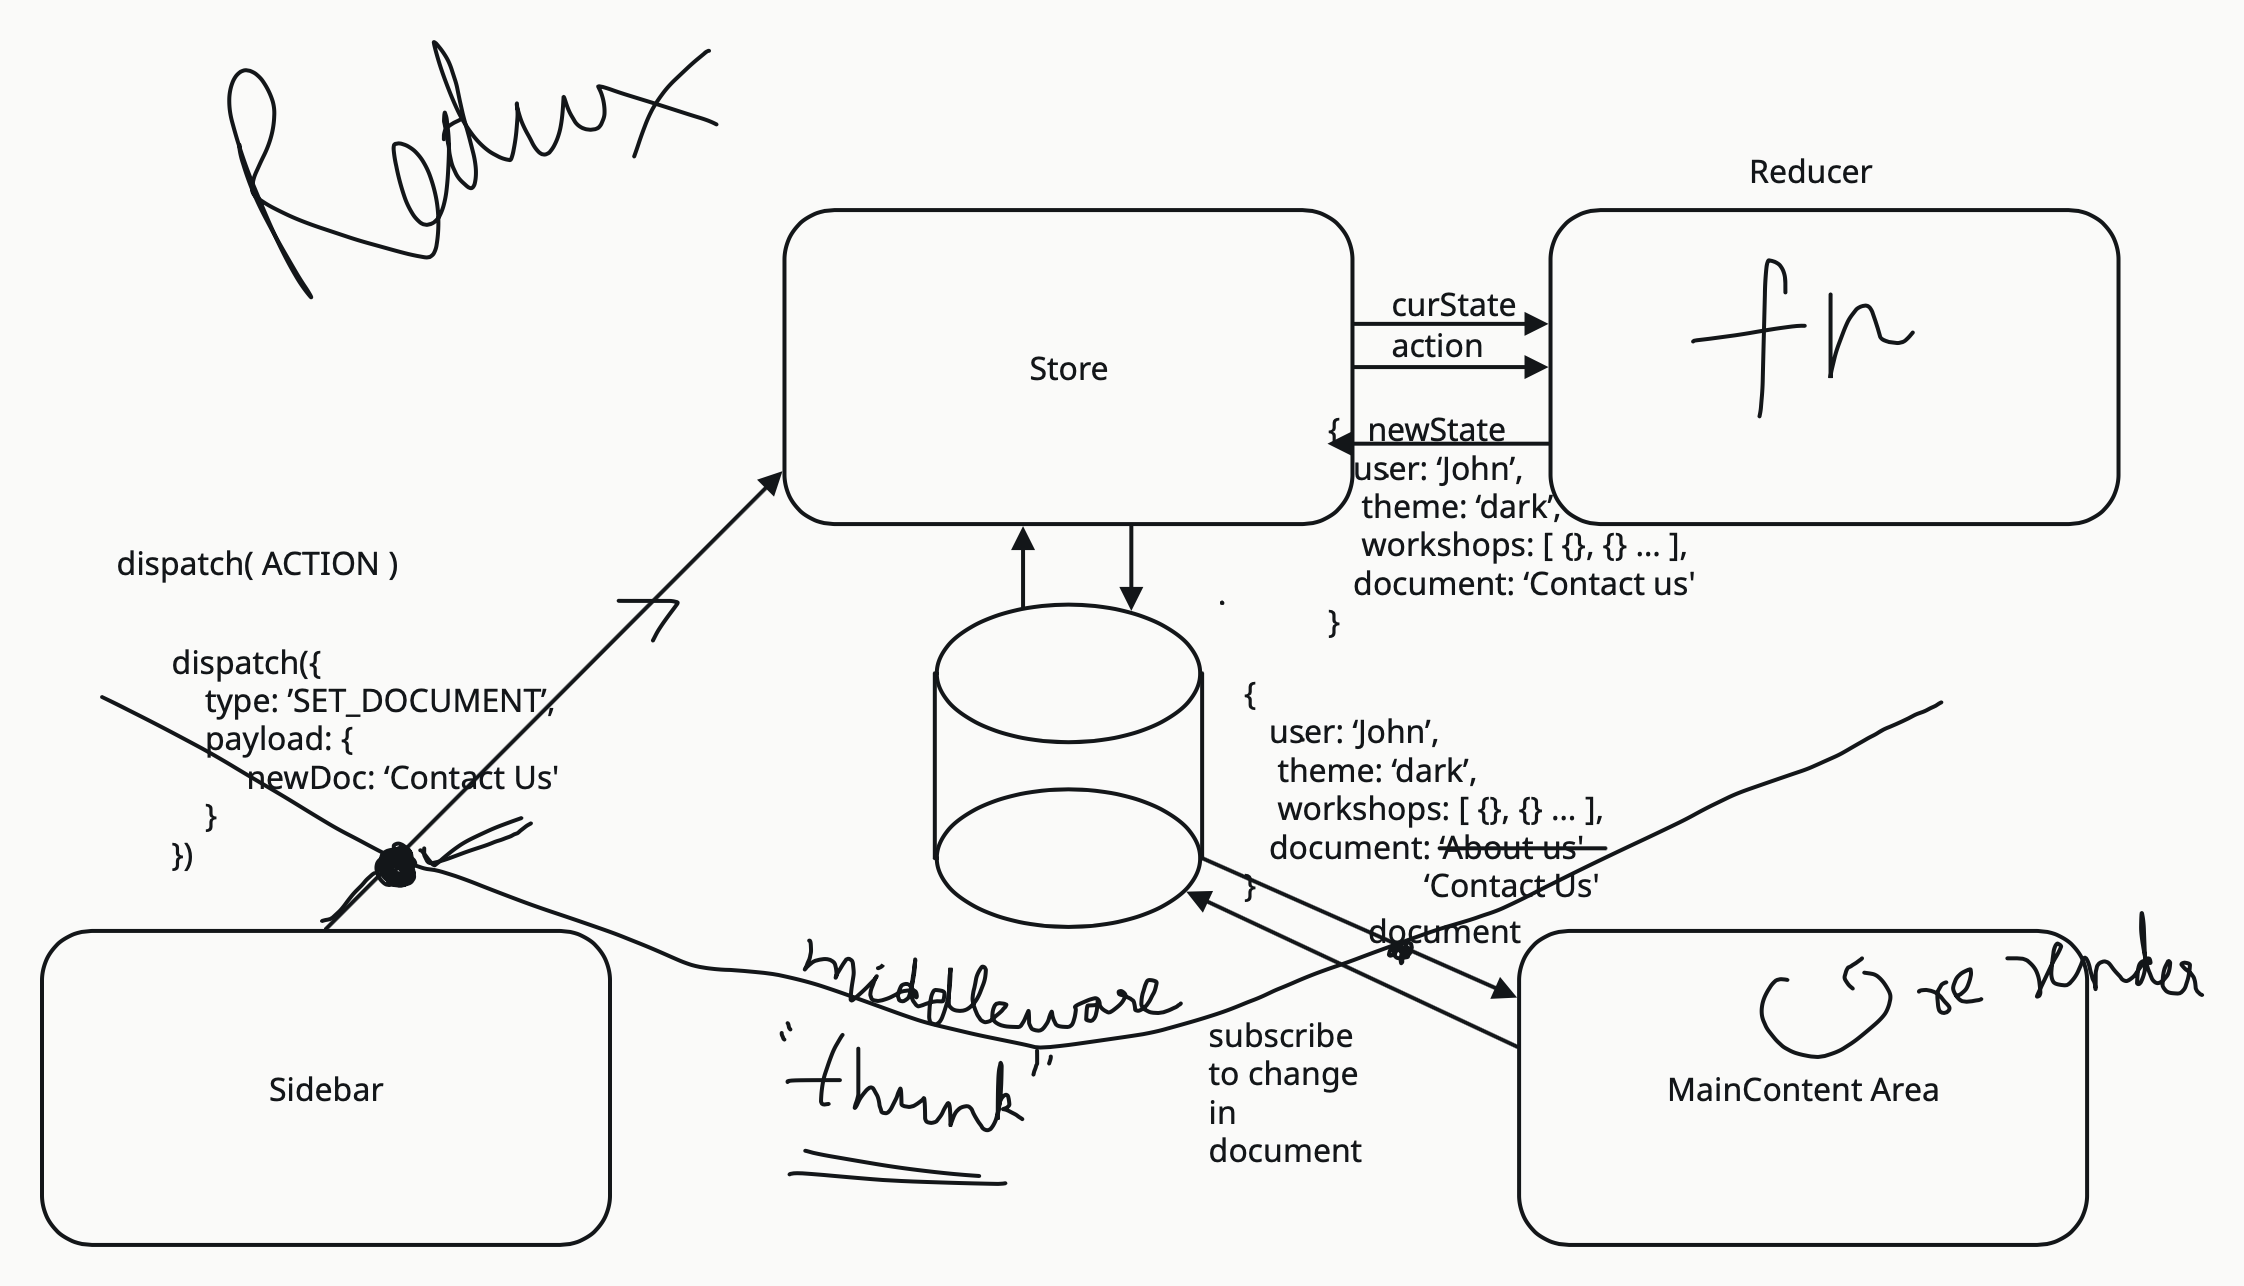 Redux
Reducer
curState
action
Store
fn
{ newState
user: ‘John’,
theme: ‘dark’,
workshops: [ {}, {} ... ],
document: ‘Contact us'
}
dispatch( ACTION )
dispatch({
type: ’SET_DOCUMENT’,
payload: {
newDoc: ‘Contact Us'
}
})
{
user: ‘John’,
theme: ‘dark’,
workshops: [ {}, {} ... ],
document: ‘About us'
} ‘Contact Us'
document
middleware
"thunk"
subscribe
to change
in
document
re render
Sidebar
MainContent Area